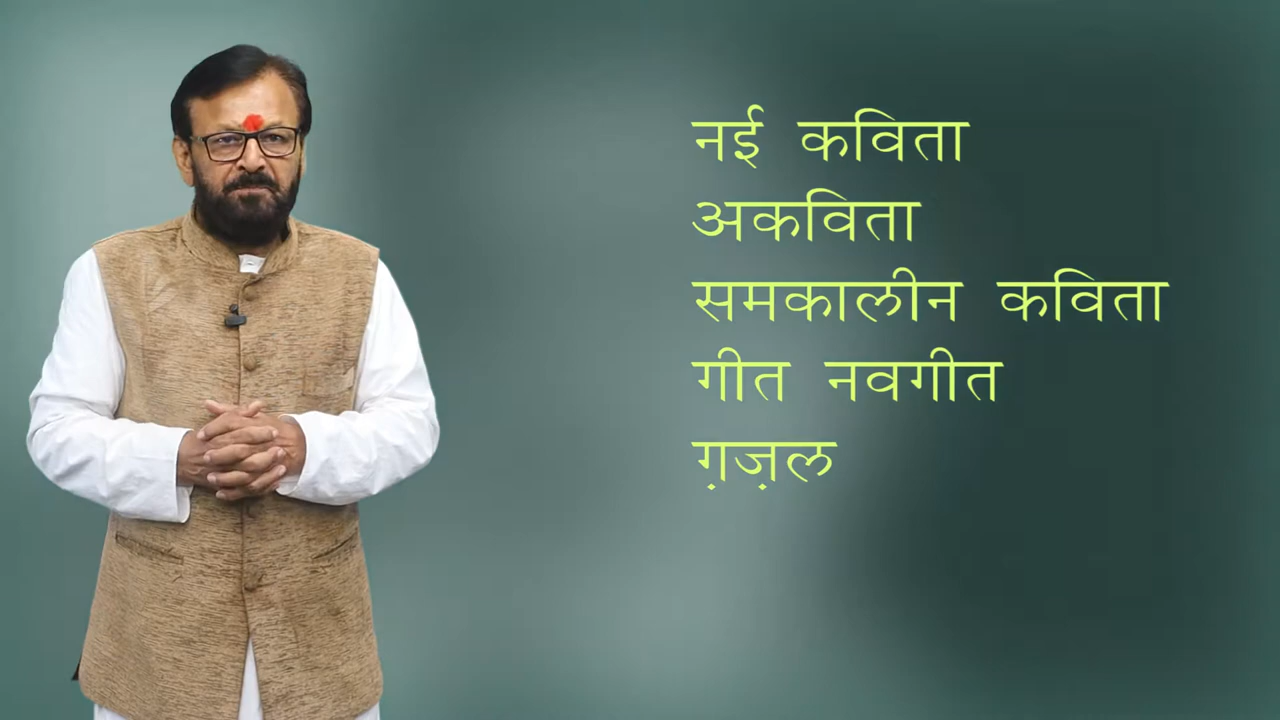 नई कविता
अकविता
समकालीन कविता
गीत नवगीत
ग़ज़ल